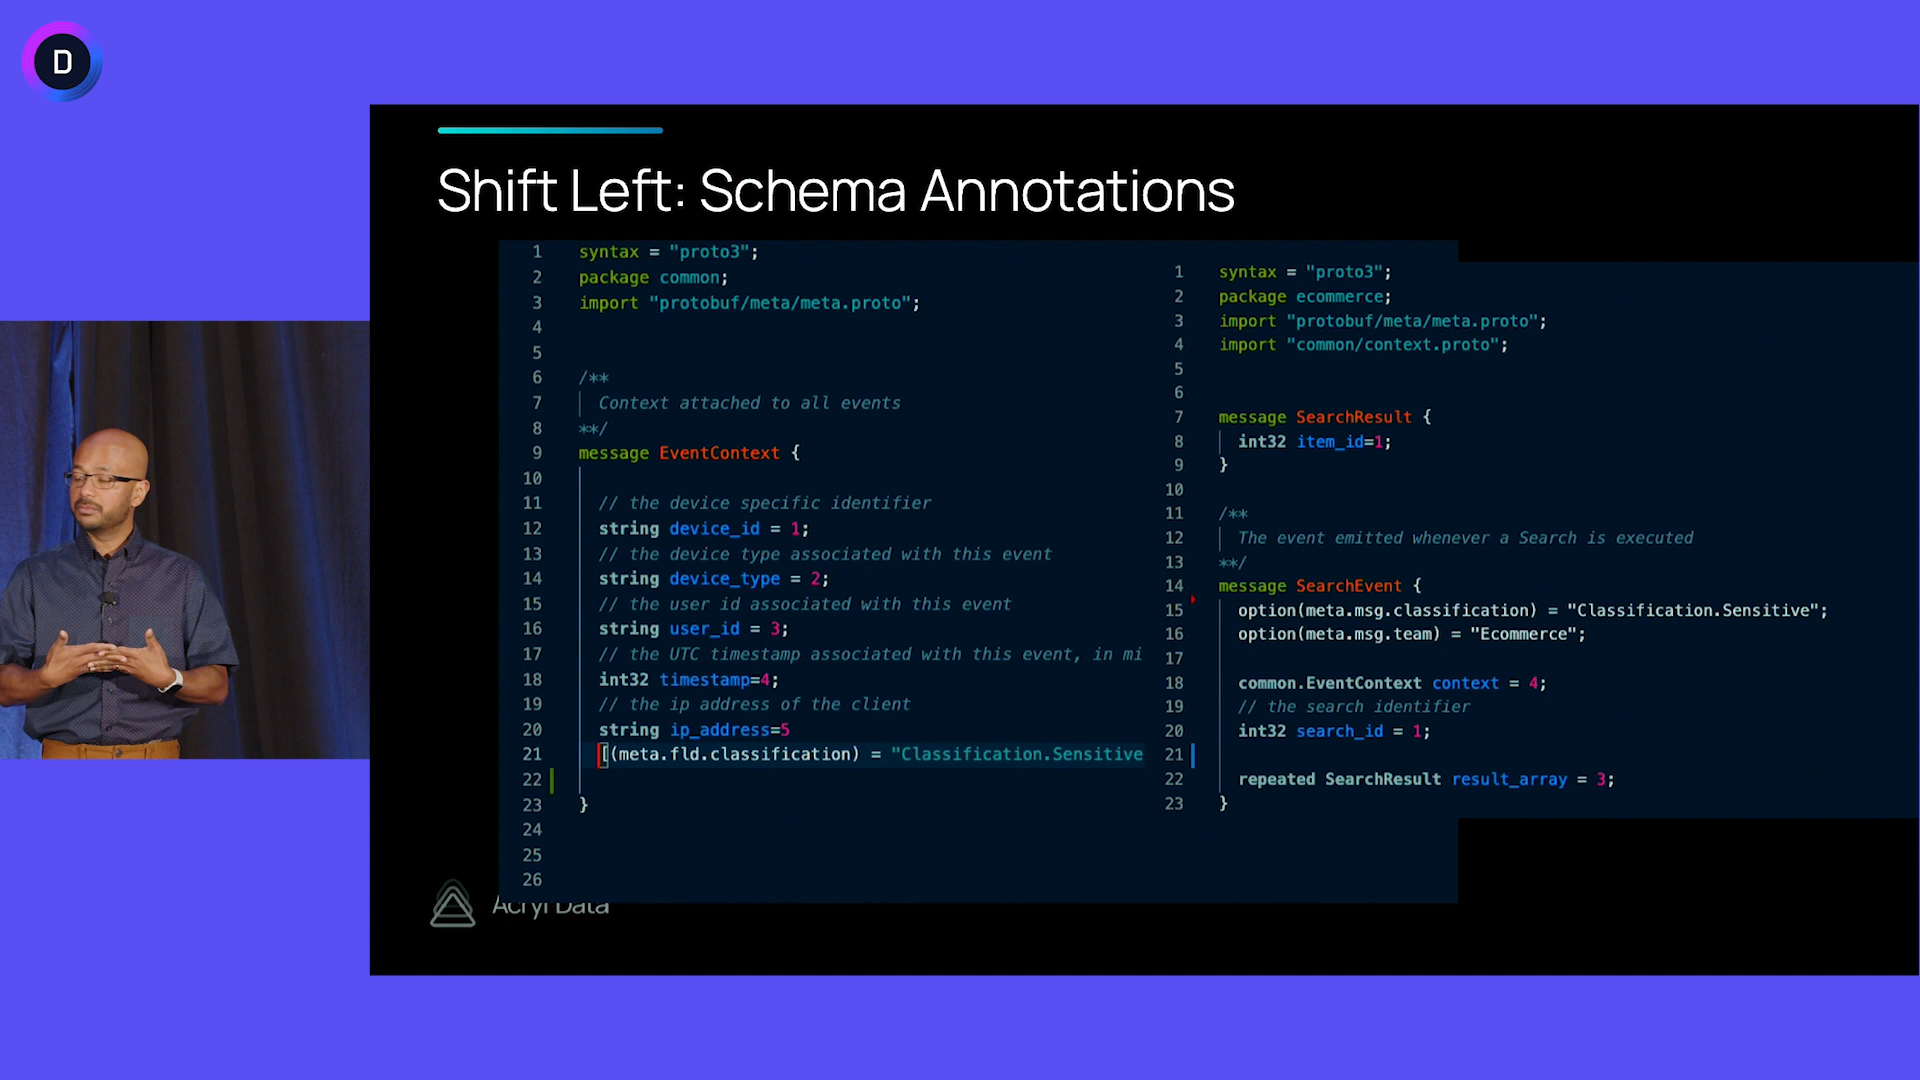 D
Shift Left: Schema Annotations
1 syntax = "proto3";
2 package common;
3 import "protobuf/meta/meta.proto";
4
5
6 /**
7 Context attached to all events
8 **/
9 message EventContext {
10
11 // the device specific identifier
12 string device_id = 1;
13 // the device type associated with this event
14 string device_type = 2;
15 // the user id associated with this event
16 string user_id = 3;
17 // the UTC timestamp associated with this event, in mi
18 int32 timestamp=4;
19 // the ip address of the client
20 string ip_address=5
21 [(meta.fld.classification) = "Classification.Sensitive
22
23 }
24
25
26
1 syntax = "proto3";
2 package ecommerce;
3 import "protobuf/meta/meta.proto";
4 import "common/context.proto";
5
6
7 message SearchResult {
8 int32 item_id=1;
9 }
10
11 /**
12 The event emitted whenever a Search is executed
13 **/
14 message SearchEvent {
15 option(meta.msg.classification) = "Classification.Sensitive";
16 option(meta.msg.team) = "Ecommerce";
17
18 common.EventContext context = 4;
19 // the search identifier
20 int32 search_id = 1;
21
22 repeated SearchResult result_array = 3;
23 }
Acryl Data